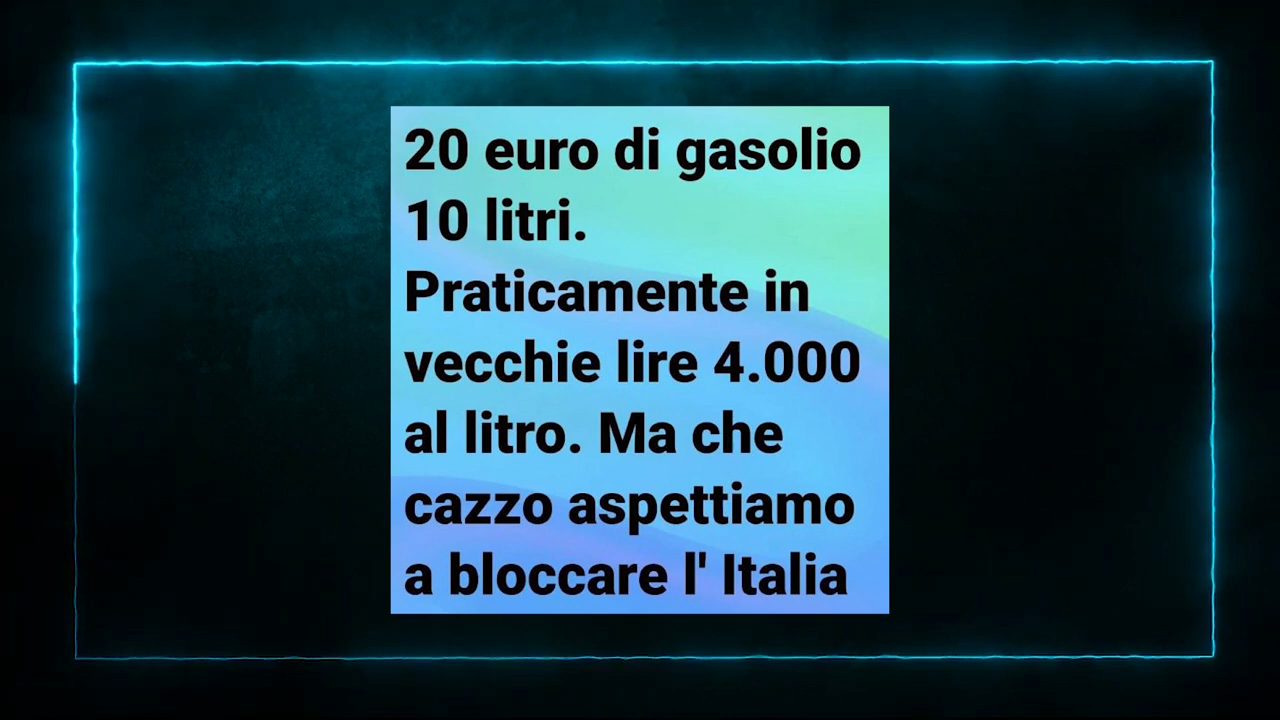 20 euro di gasolio
10 litri.
Praticamente in
vecchie lire 4.000
al litro. Ma che
cazzo aspettiamo
a bloccare l' Italia